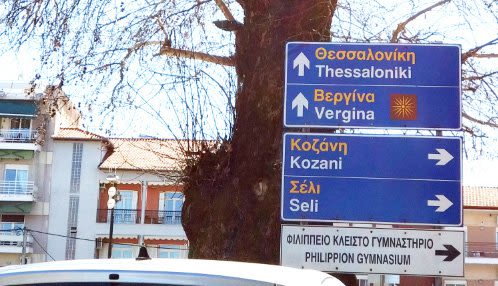 Θεσσαλονίκη
Thessaloniki
Βεργίνα
Vergina
Κοζάνη
Kozani
Σέλι
Seli
ΦΙΛΙΠΠΕΙΟ ΚΛΕΙΣΤΟ ΓΥΜΝΑΣΤΗΡΙΟ
PHILIPPION GYMNASIUM